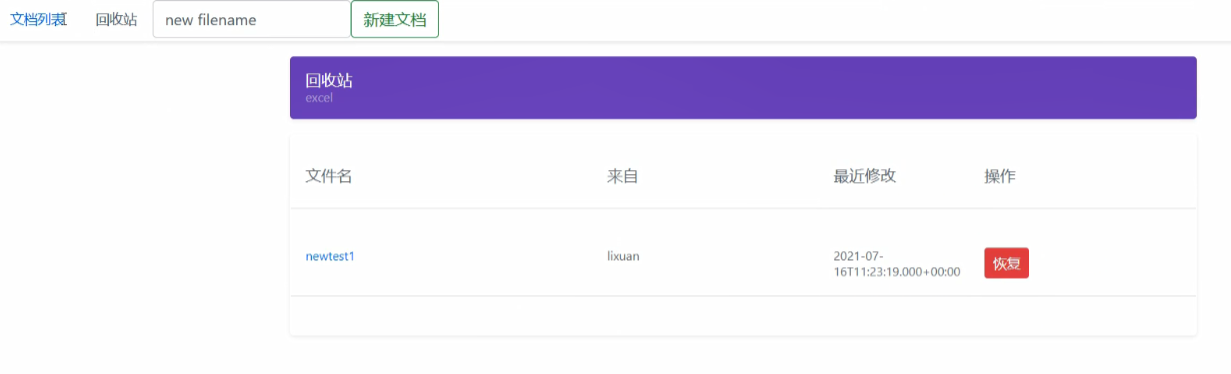 文档列表 回收站 new filename 新建文档
回收站
excel
文件名 来自 最近修改 操作
newtest1 lixuan 2021-07- 恢复
16T11:23:19.000+00:00